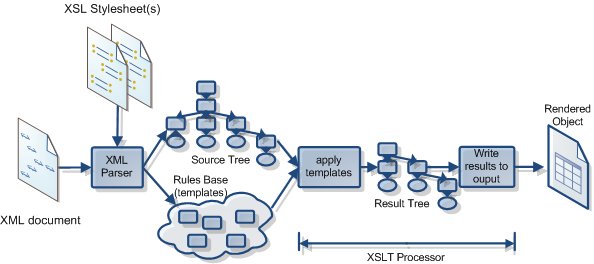 XSL Stylesheet(s)
XML document
XML
Parser
Source Tree
Rules Base
(templates)
apply
templates
Result Tree
Write
results to
ouput
Rendered
Object
XSLT Processor